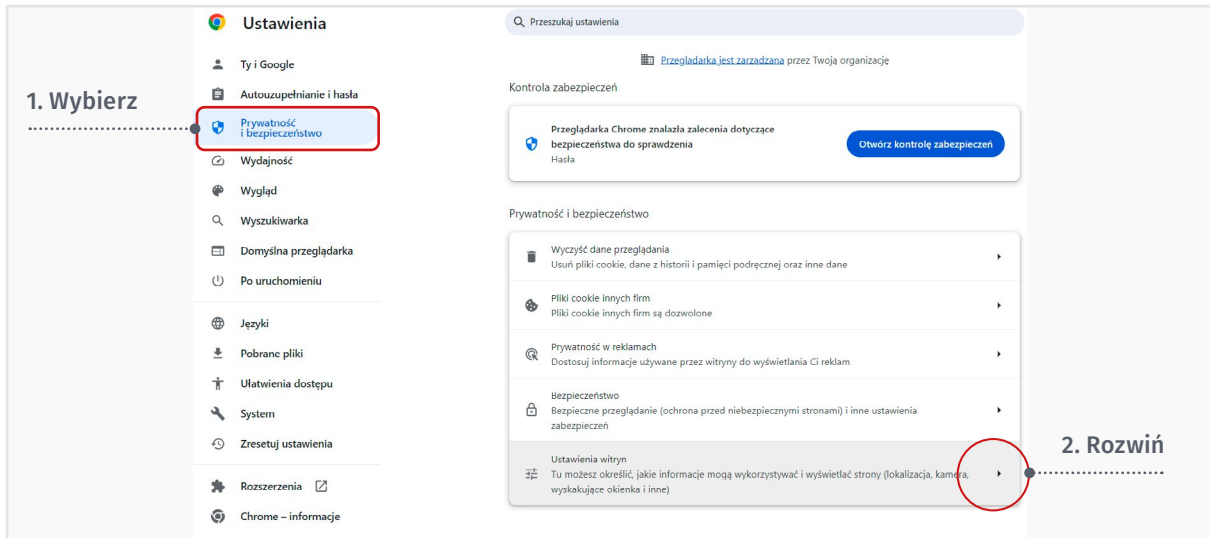 Ustawienia
Przeszukaj ustawienia
Ty i Google
Autouzupełnianie i hasła
Prywatność
i bezpieczeństwo
Wydajność
Wygląd
Wyszukiwarka
Domyślna przeglądarka
Po uruchomieniu
Języki
Pobrane pliki
Ułatwienia dostępu
System
Zresetuj ustawienia
Rozszerzenia
Chrome – informacje
1. Wybierz
Przegladarka jest zarzadzana przez Twoją organizację
Kontrola zabezpieczeń
Przeglądarka Chrome znalazła zalecenia dotyczące
bezpieczeństwa do sprawdzenia
Hasła
Otwórz kontrolę zabezpieczeń
Prywatność i bezpieczeństwo
Wyczyść dane przeglądania
Usuń pliki cookie, dane z historii i pamięci podręcznej oraz inne dane
Pliki cookie innych firm
Pliki cookie innych firm są dozwolone
Prywatność w reklamach
Dostosuj informacje używane przez witryny do wyświetlania Ci reklam
Bezpieczeństwo
Bezpieczne przeglądanie (ochrona przed niebezpiecznymi stronami) i inne ustawienia
zabezpieczeń
Ustawienia witryn
Tu możesz określić, jakie informacje mogą wykorzystywać i wyświetlać strony (lokalizacja, kamera,
wyskakujące okienka i inne)
2. Rozwiń